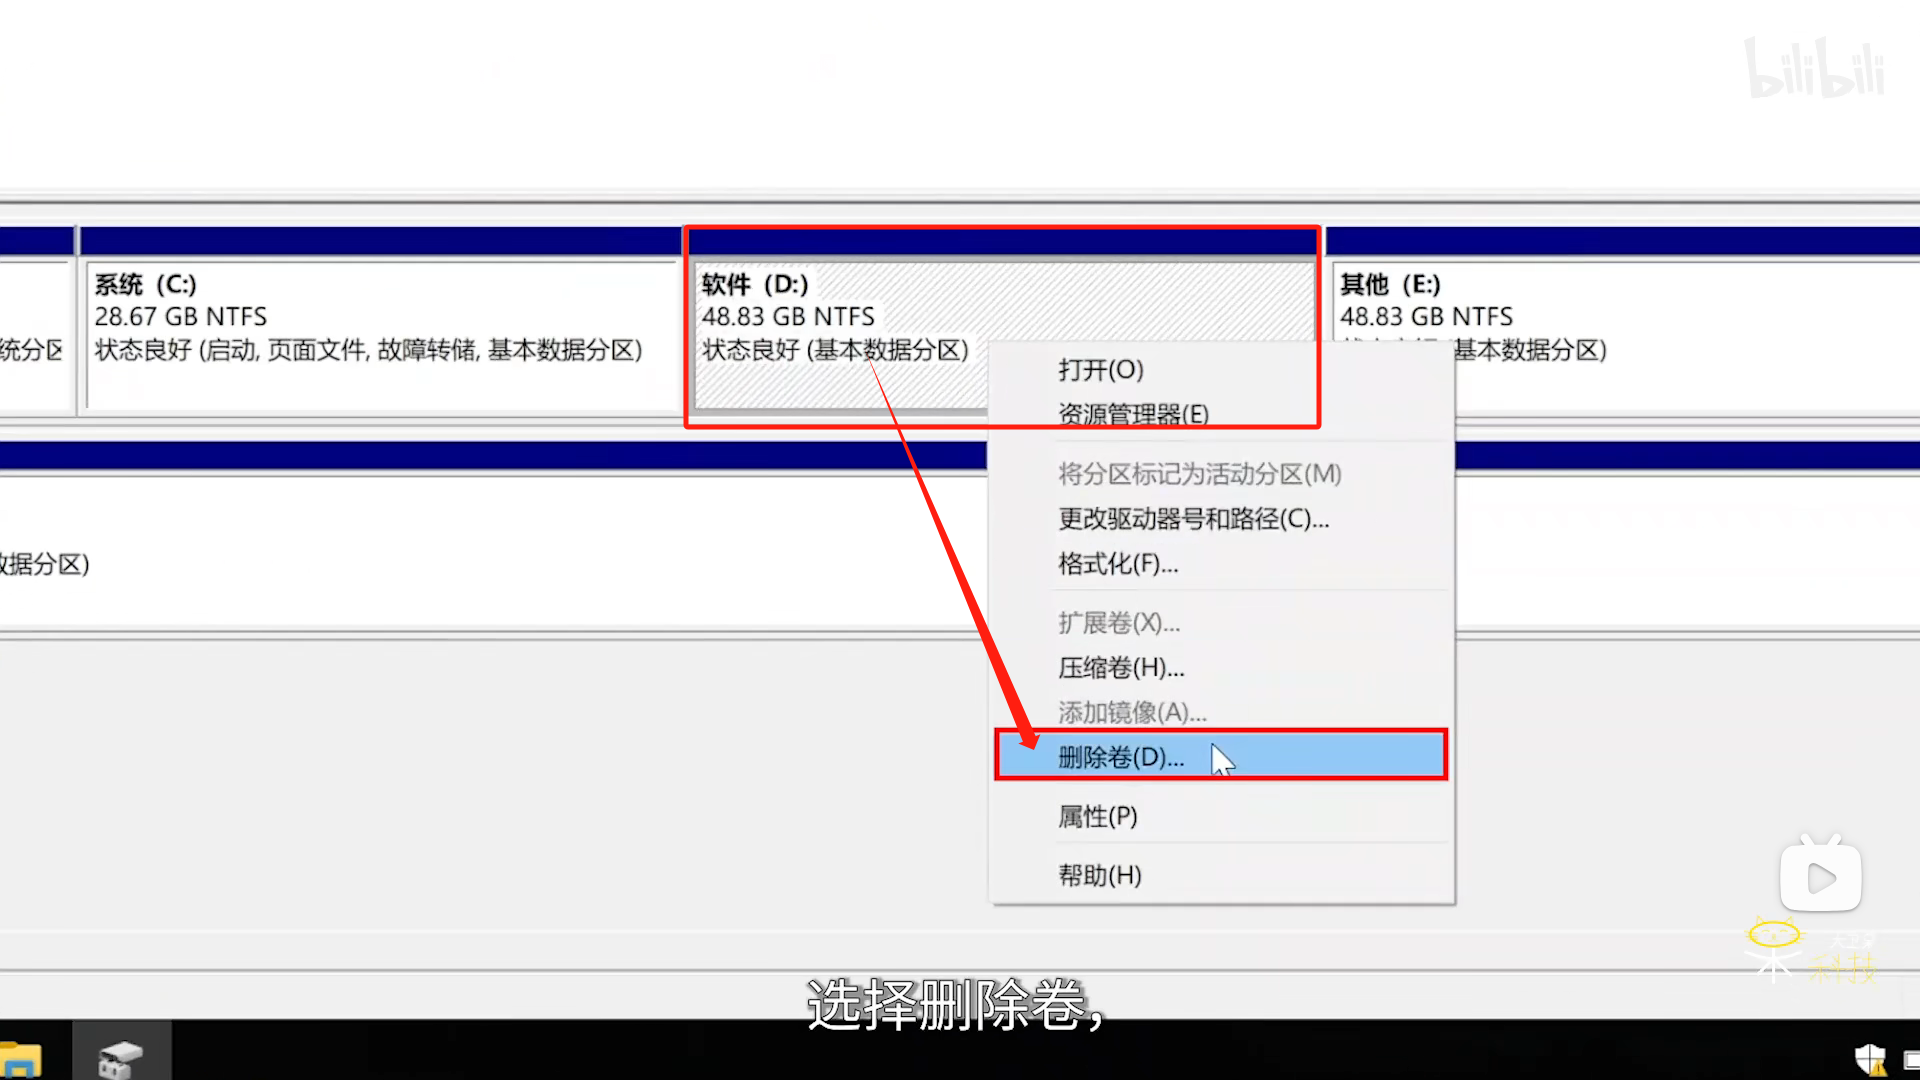 bilibili
系统 (C:)
28.67 GB NTFS
状态良好 (启动, 页面文件, 故障转储, 基本数据分区)
统分区
软件 (D:)
48.83 GB NTFS
状态良好 (基本数据分区)
其他 (E:)
48.83 GB NTFS
基本数据分区)
数据分区)
打开(O)
资源管理器(E)
将分区标记为活动分区(M)
更改驱动器号和路径(C)...
格式化(F)...
扩展卷(X)...
压缩卷(H)...
添加镜像(A)...
删除卷(D)...
属性(P)
帮助(H)
科技
选择删除卷,